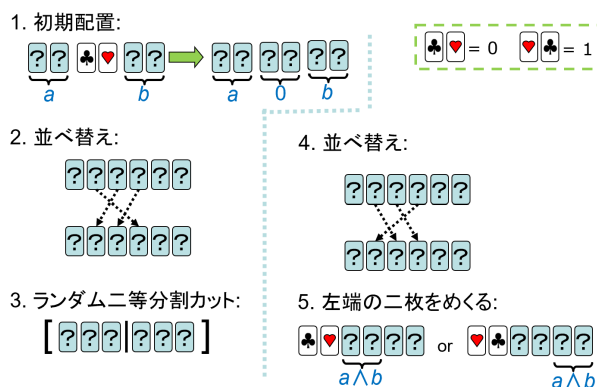 1. 初期配置:
? ? ♣ ♥ ? ? ? ? ? ? ? ?
a b a 0 b
♣ ♥ = 0 ♥ ♣ = 1
2. 並べ替え:
? ? ? ? ? ?
? ? ? ? ? ?
3. ランダム二等分割カット:
[ ? ? ? | ? ? ? ]
4. 並べ替え:
? ? ? ? ? ?
? ? ? ? ? ?
5. 左端の二枚をめくる:
♣ ♥ ? ? ? ? or ♥ ♣ ? ? ? ?
a∧b a∧b